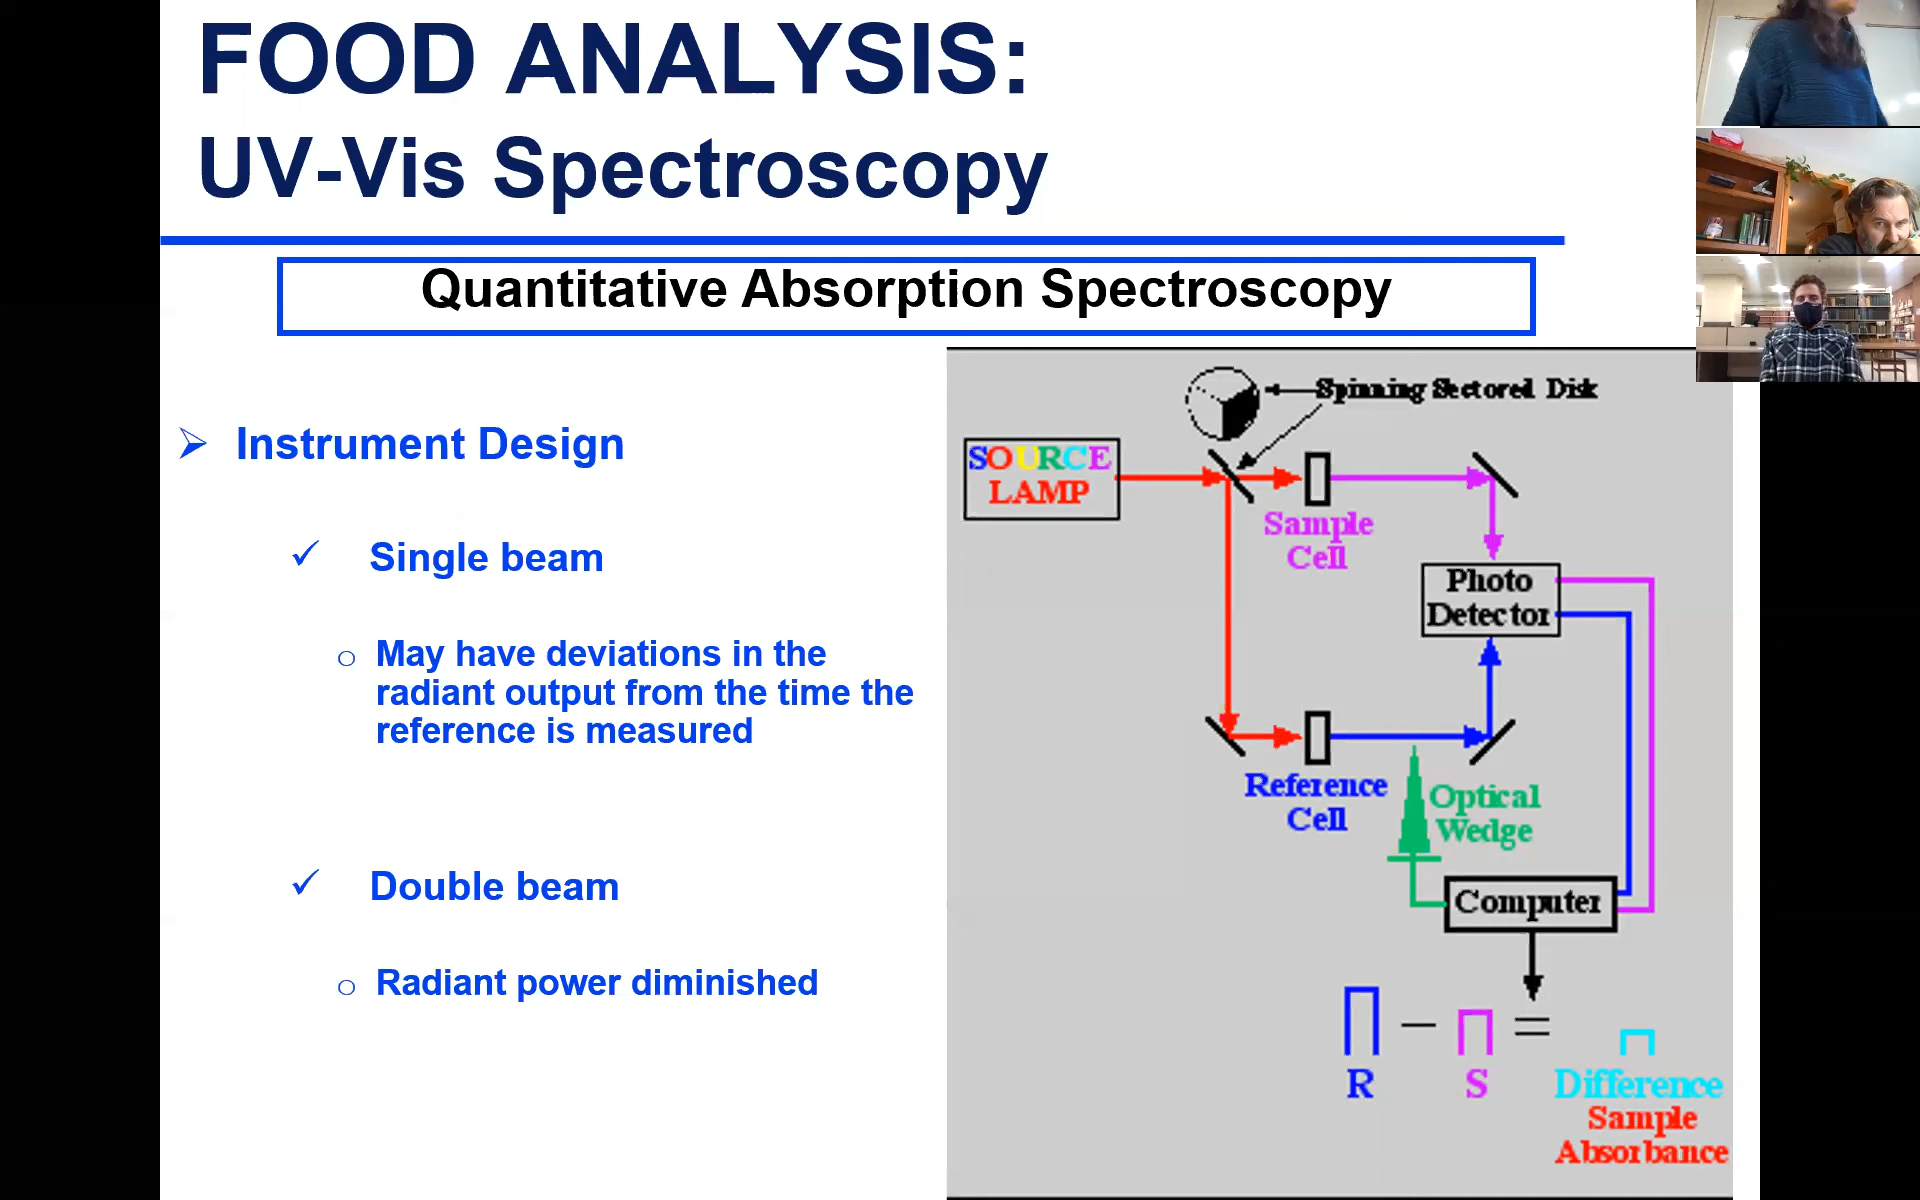 FOOD ANALYSIS:
UV-Vis Spectroscopy
Quantitative Absorption Spectroscopy
Instrument Design
Single beam
May have deviations in the
radiant output from the time the
reference is measured
Double beam
Radiant power diminished
Spinning Sectored Disk
SOURCE
LAMP
Sample
Cell
Photo
Detector
Reference
Cell
Optical
Wedge
Computer
R – S =
Difference
Sample
Absorbance